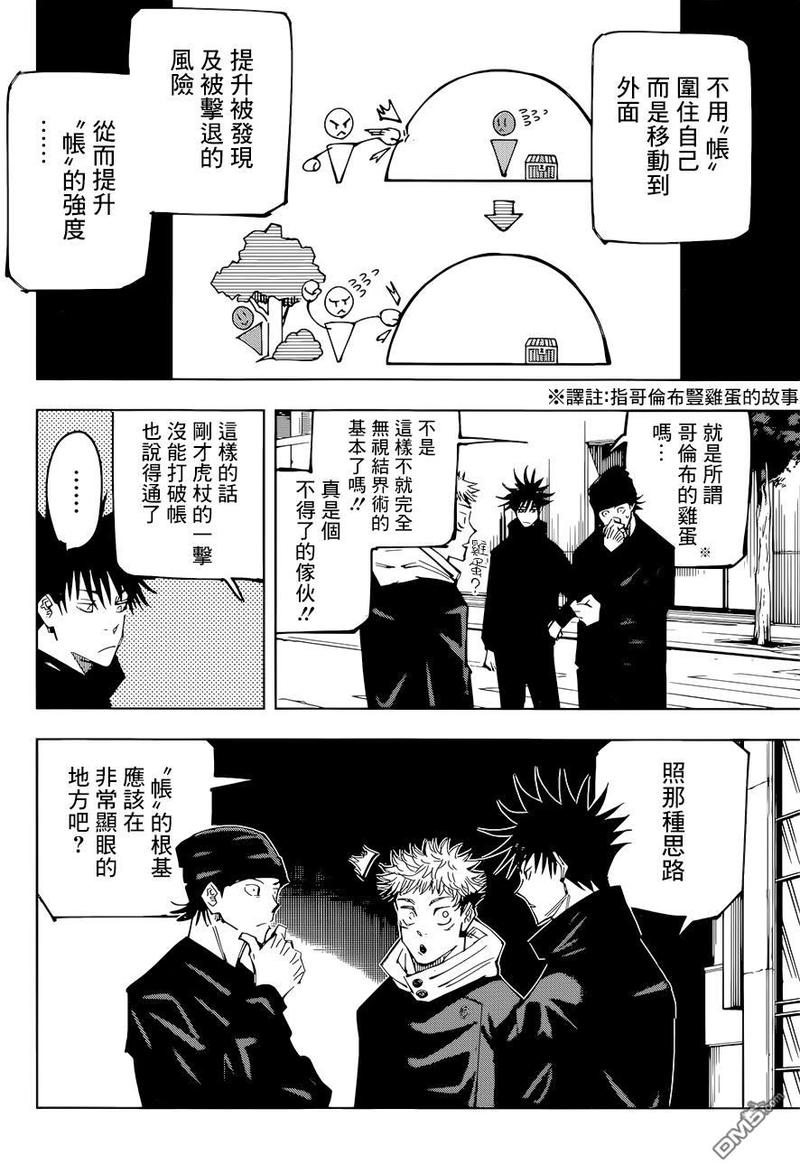 不用〝帳〟
圍住自己
而是移動到
外面
提升被發現
及被擊退的
風險
從而提升
〝帳〟的強度
……
※譯註:指哥倫布豎雞蛋的故事
就是所謂
哥倫布的雞蛋※
嗎…
不是
這樣不就完全
無視結界術的
基本了嗎!!
真是個
不得了的傢伙!!
雞蛋?
這樣的話
剛才虎杖的一擊
沒能打破帳
也說得通了
……
照那種思路
〝帳〟的根基
應該在
非常顯眼的
地方吧?
DM5.com